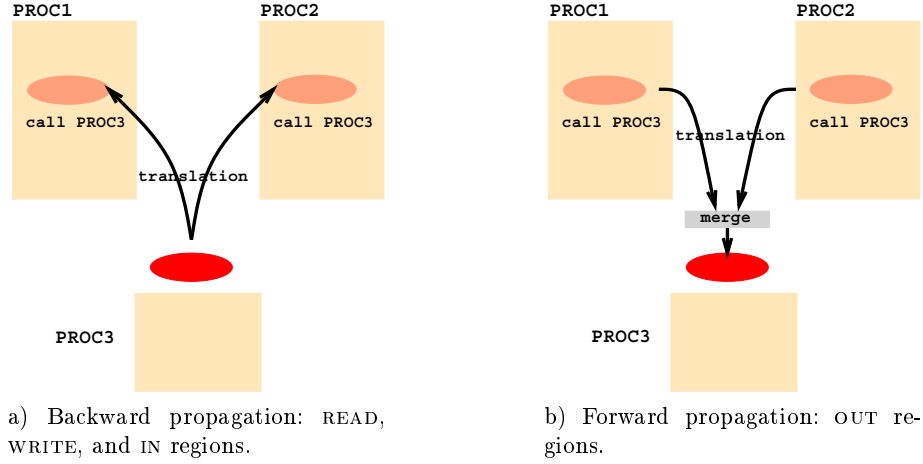 PROC1
PROC2
call PROC3
call PROC3
translation
PROC3
a) Backward propagation: READ,
WRITE, and IN regions.
PROC1
PROC2
call PROC3
call PROC3
translation
merge
PROC3
b) Forward propagation: OUT re-
gions.